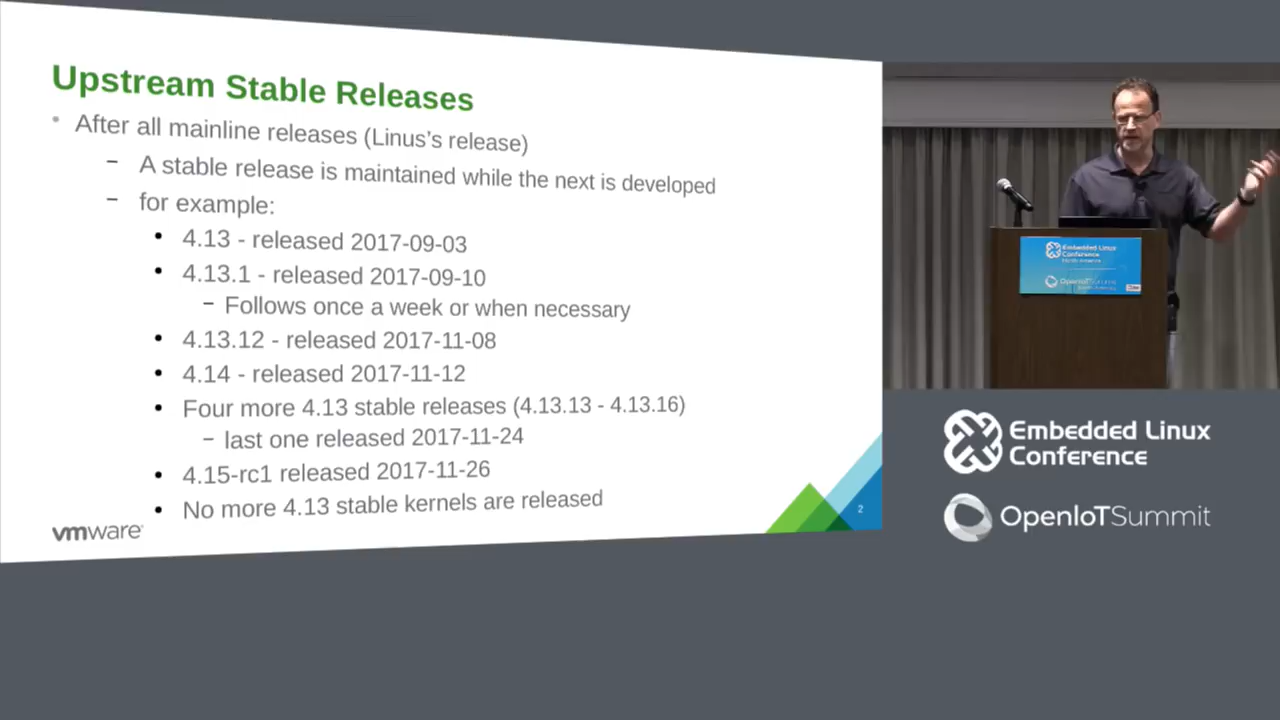 Upstream Stable Releases
• After all mainline releases (Linus's release)
– A stable release is maintained while the next is developed
– for example:
• 4.13 - released 2017-09-03
• 4.13.1 - released 2017-09-10
– Follows once a week or when necessary
• 4.13.12 - released 2017-11-08
• 4.14 - released 2017-11-12
• Four more 4.13 stable releases (4.13.13 - 4.13.16)
– last one released 2017-11-24
• 4.15-rc1 released 2017-11-26
• No more 4.13 stable kernels are released
vmware
2
Embedded Linux
Conference
OpenIoTSummit
Embedded Linux
Conference
OpenIoTSummit